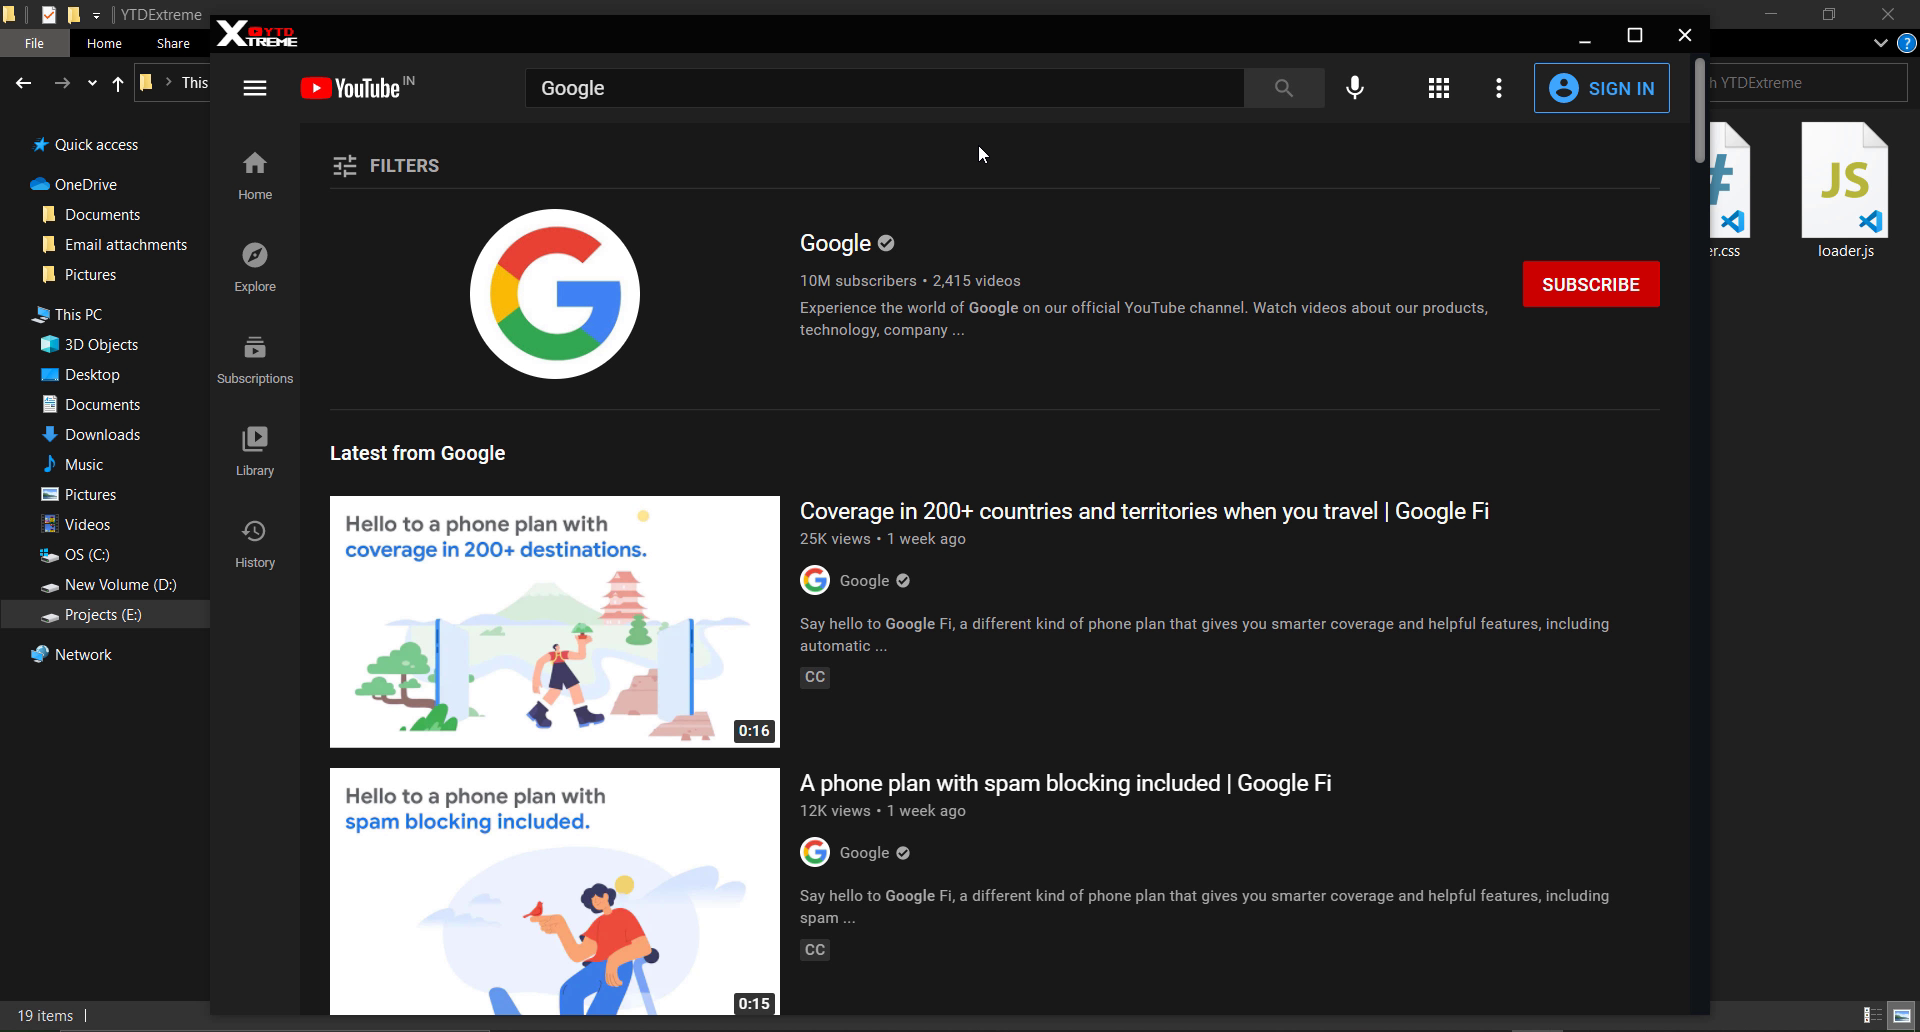 YTDExtreme
File
Home
Share
This
h YTDExtreme
Quick access
OneDrive
Documents
Email attachments
Pictures
This PC
3D Objects
Desktop
Documents
Downloads
Music
Pictures
Videos
OS (C:)
New Volume (D:)
Projects (E:)
Network
19 items
er.css
JS
loader.js
X YTD
XTREME
YouTube IN
Google
SIGN IN
Home
Explore
Subscriptions
Library
History
FILTERS
Google
10M subscribers • 2,415 videos
Experience the world of Google on our official YouTube channel. Watch videos about our products,
technology, company ...
SUBSCRIBE
Latest from Google
Hello to a phone plan with
coverage in 200+ destinations.
0:16
Coverage in 200+ countries and territories when you travel | Google Fi
25K views • 1 week ago
Google
Say hello to Google Fi, a different kind of phone plan that gives you smarter coverage and helpful features, including
automatic ...
CC
Hello to a phone plan with
spam blocking included.
0:15
A phone plan with spam blocking included | Google Fi
12K views • 1 week ago
Google
Say hello to Google Fi, a different kind of phone plan that gives you smarter coverage and helpful features, including
spam ...
CC